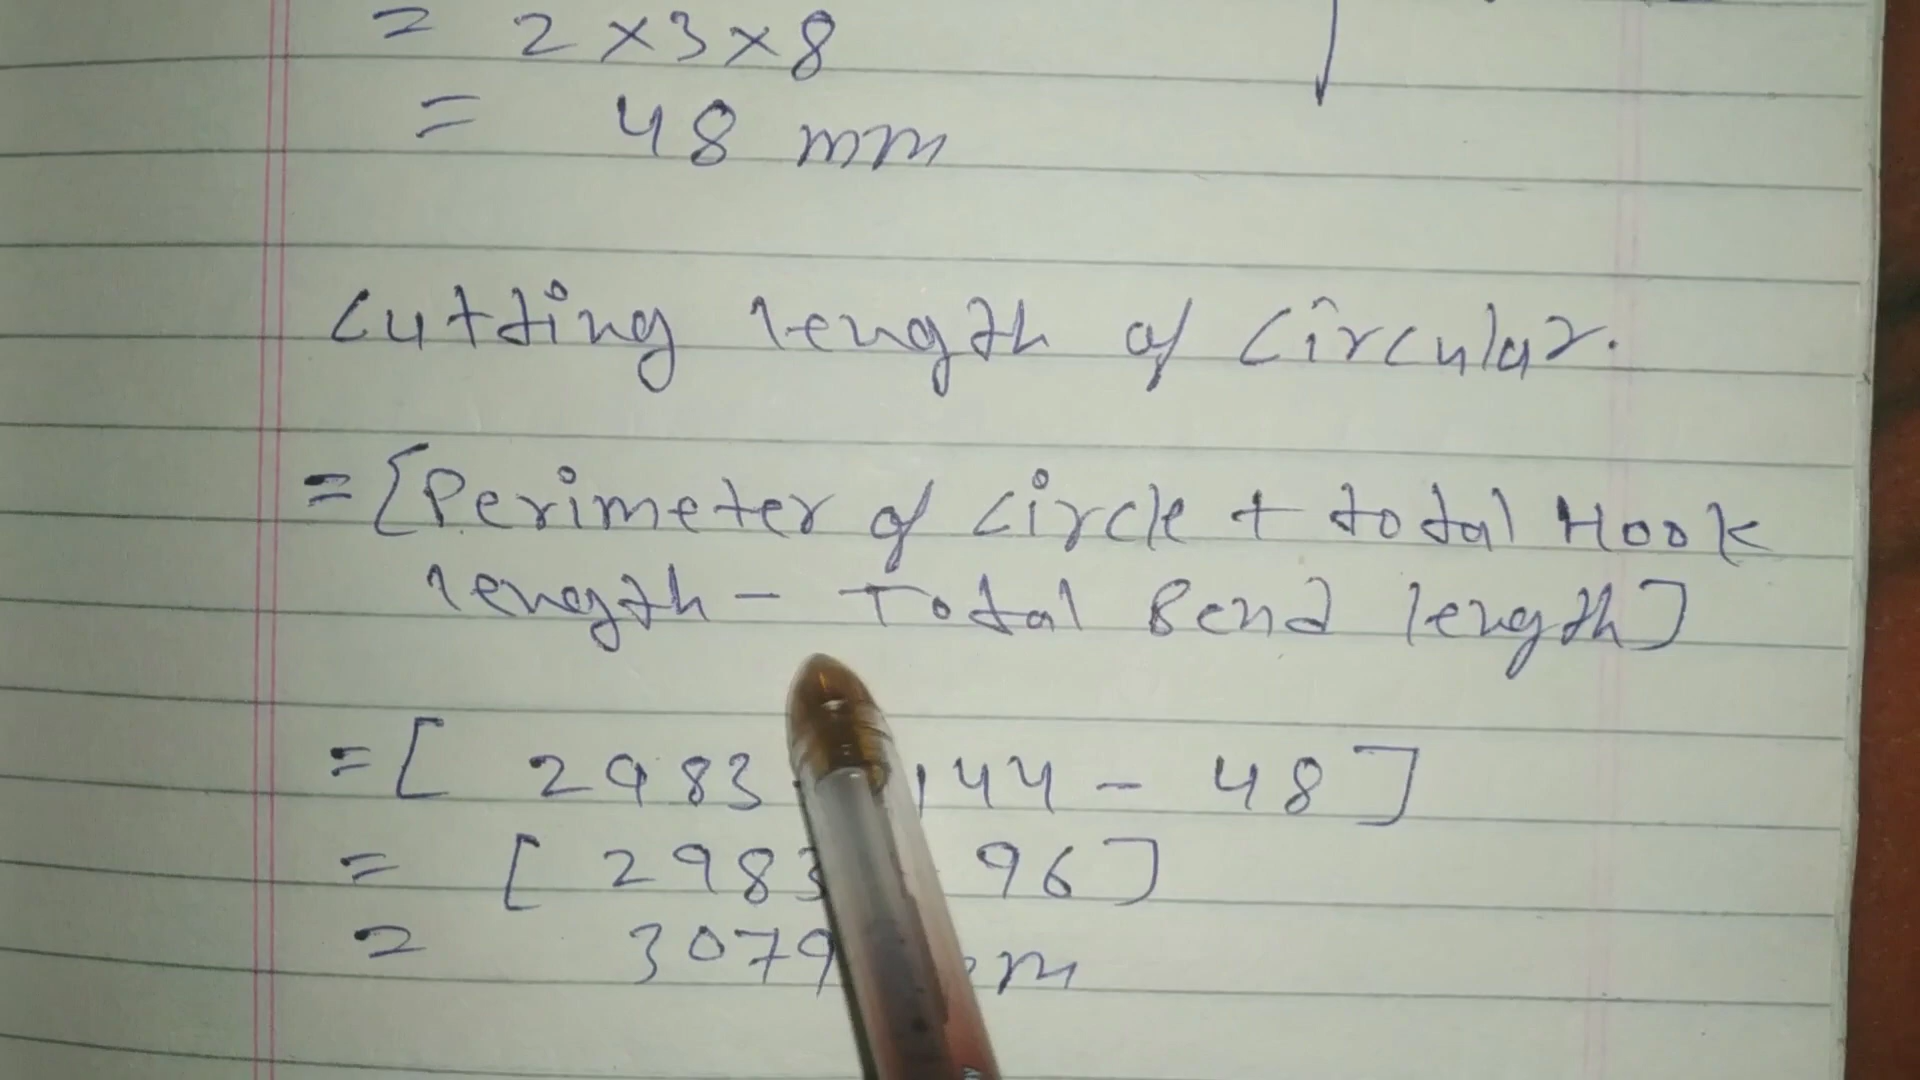 = 2 × 3 × 8
= 48 mm
Cutting length of Circular.
= [Perimeter of circle + total Hook
length - Total Bend length]
= [ 2983 144 - 48 ]
= [ 2983 96 ]
= 3079 m